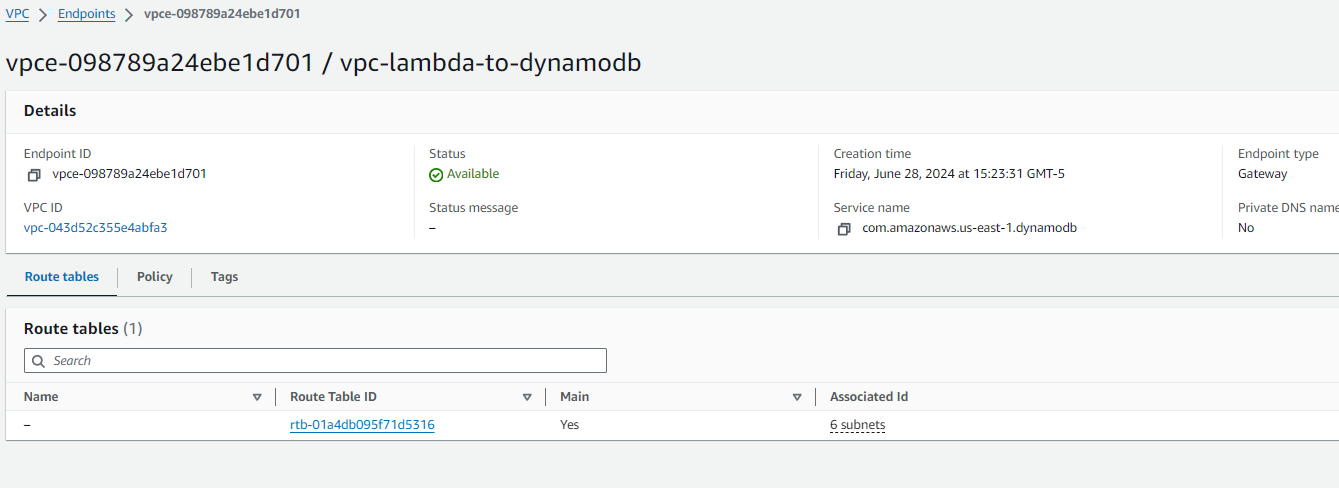 VPC > Endpoints > vpce-098789a24ebe1d701
vpce-098789a24ebe1d701 / vpc-lambda-to-dynamodb
Details
Endpoint ID
vpce-098789a24ebe1d701
Status
Available
Creation time
Friday, June 28, 2024 at 15:23:31 GMT-5
Endpoint type
Gateway
VPC ID
vpc-043d52c355e4abfa3
Status message
–
Service name
com.amazonaws.us-east-1.dynamodb
Private DNS name
No
Route tables
Policy
Tags
Route tables (1)
Search
Name
Route Table ID
Main
Associated Id
–
rtb-01a4db095f71d5316
Yes
6 subnets